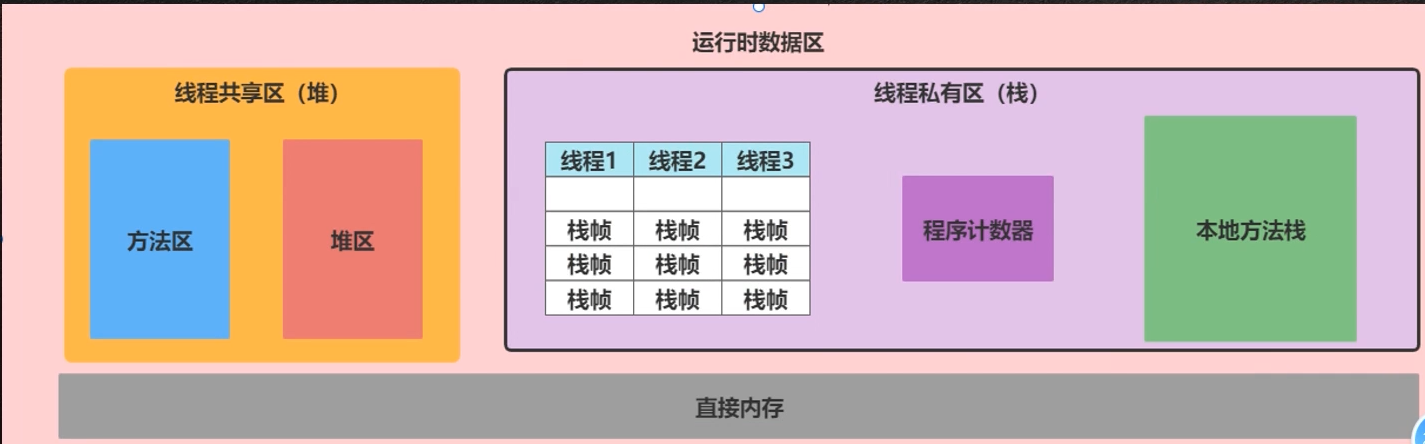 运行时数据区
线程共享区（堆）
方法区
堆区
线程私有区（栈）
线程1 线程2 线程3
栈帧 栈帧 栈帧
栈帧 栈帧 栈帧
栈帧 栈帧 栈帧
程序计数器
本地方法栈
直接内存